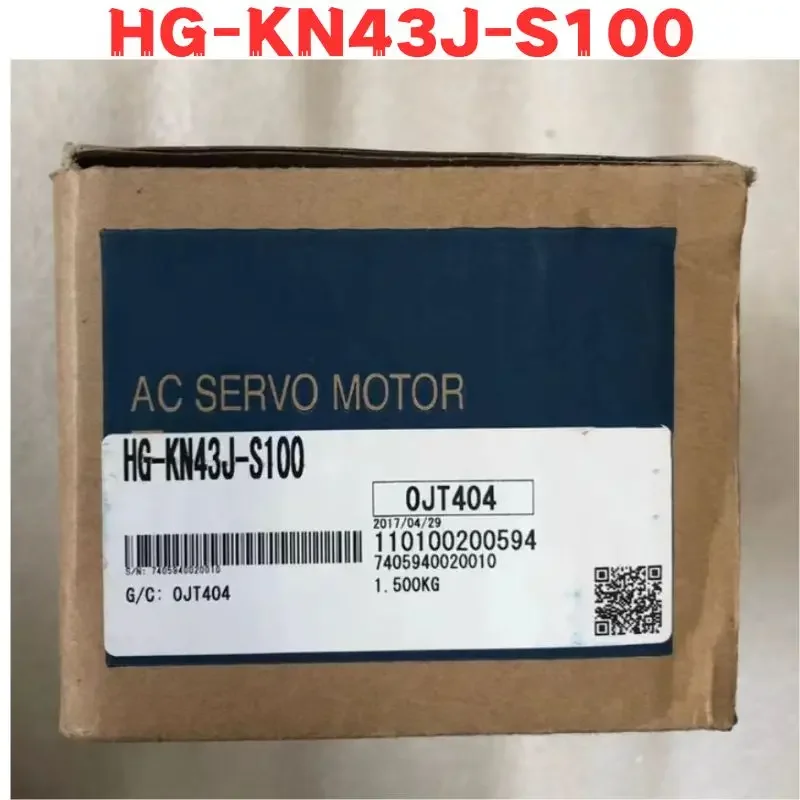 HG-KN43J-S100
AC SERVO MOTOR
HG-KN43J-S100
0JT404
2017/04/29
110100200594
7405940020010
S/N: 7405940020010
1.500KG
G/C: 0JT404